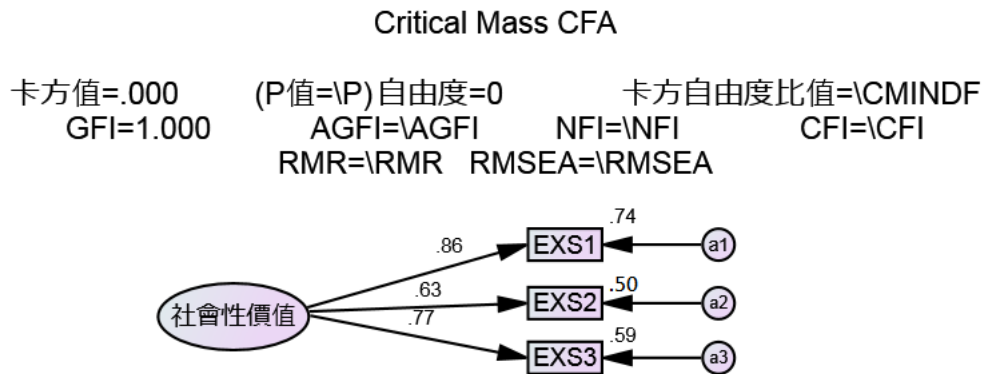 Critical Mass CFA
卡方值=.000 (P值=\P)自由度=0 卡方自由度比值=\CMINDF
GFI=1.000 AGFI=\AGFI NFI=\NFI CFI=\CFI
RMR=\RMR RMSEA=\RMSEA
.74
.86 EXS1 a1
.50
.63 EXS2 a2
社會性價值
.77 .59
EXS3 a3